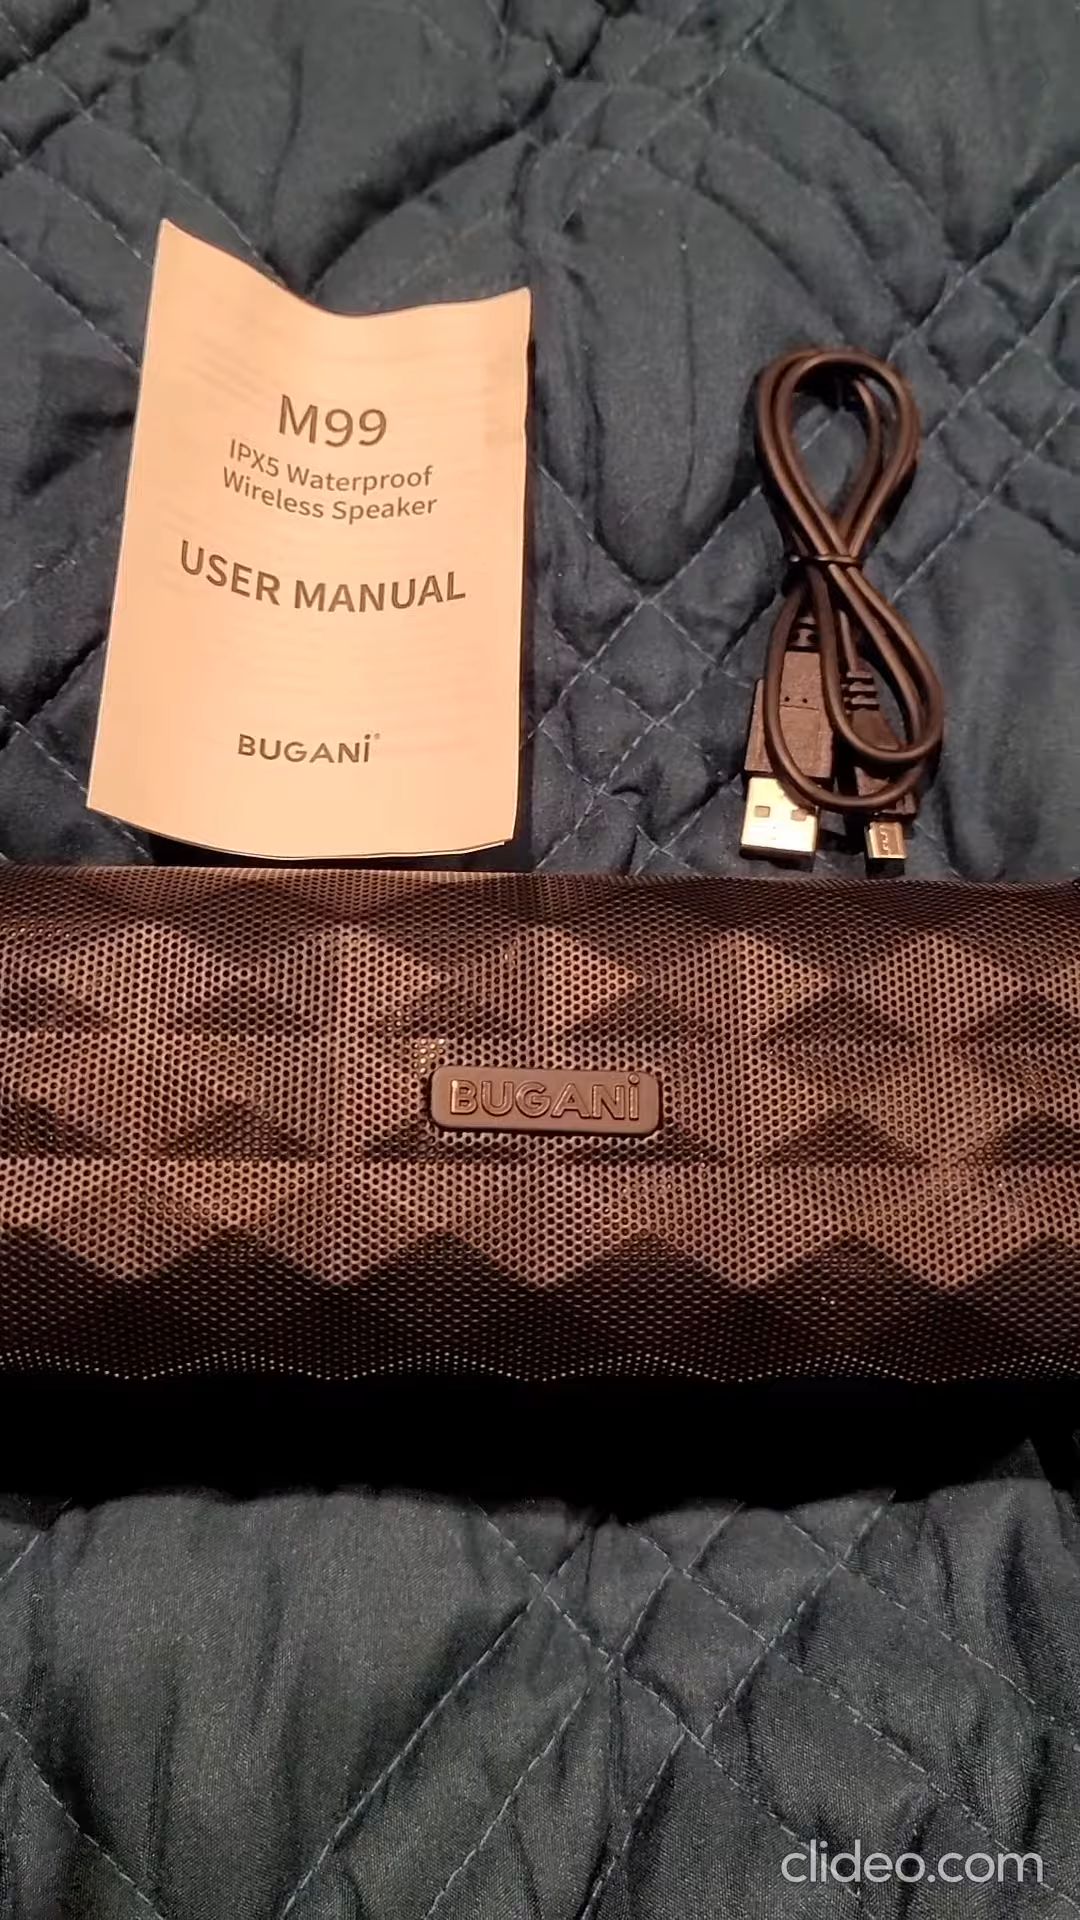 M99
IPX5 Waterproof
Wireless Speaker
USER MANUAL
BUGANi®
BUGANi
clideo.com